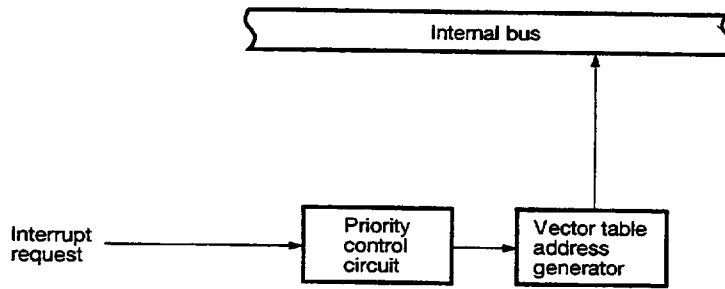 Internal bus
Interrupt
request
Priority
control
circuit
Vector table
address
generator